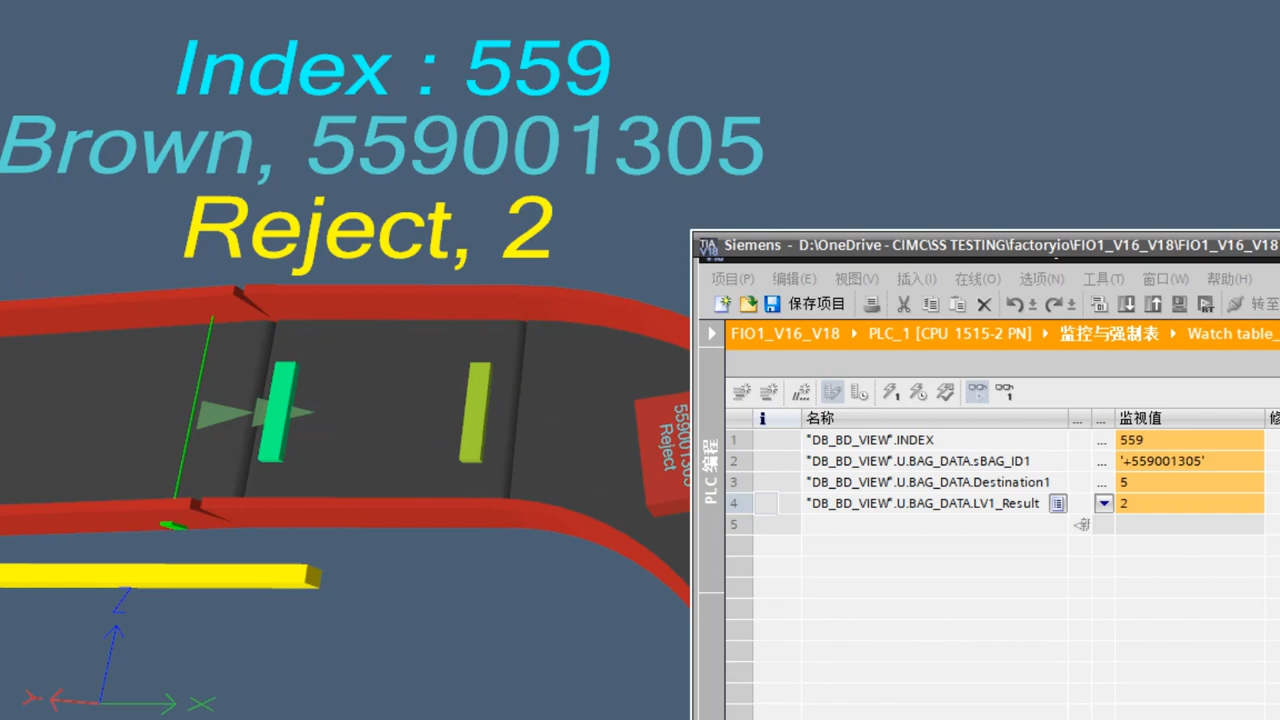 Index : 559
Brown, 559001305
Reject, 2
559001305
Reject
Siemens - D:\OneDrive - CIMC\SS TESTING\factoryio\FIO1_V16_V18\FIO1_V16_V18
项目(P) 编辑(E) 视图(V) 插入(I) 在线(O) 选项(N) 工具(T) 窗口(W) 帮助(H)
保存项目 转至
FIO1_V16_V18 PLC_1 [CPU 1515-2 PN] 监控与强制表 Watch table_
PLC 编程
i 名称 ... ... 监视值
1 "DB_BD_VIEW".INDEX ... 559
2 "DB_BD_VIEW".U.BAG_DATA.sBAG_ID1 ... '+559001305'
3 "DB_BD_VIEW".U.BAG_DATA.Destination1 ... 5
4 "DB_BD_VIEW".U.BAG_DATA.LV1_Result 2
5
Z
X